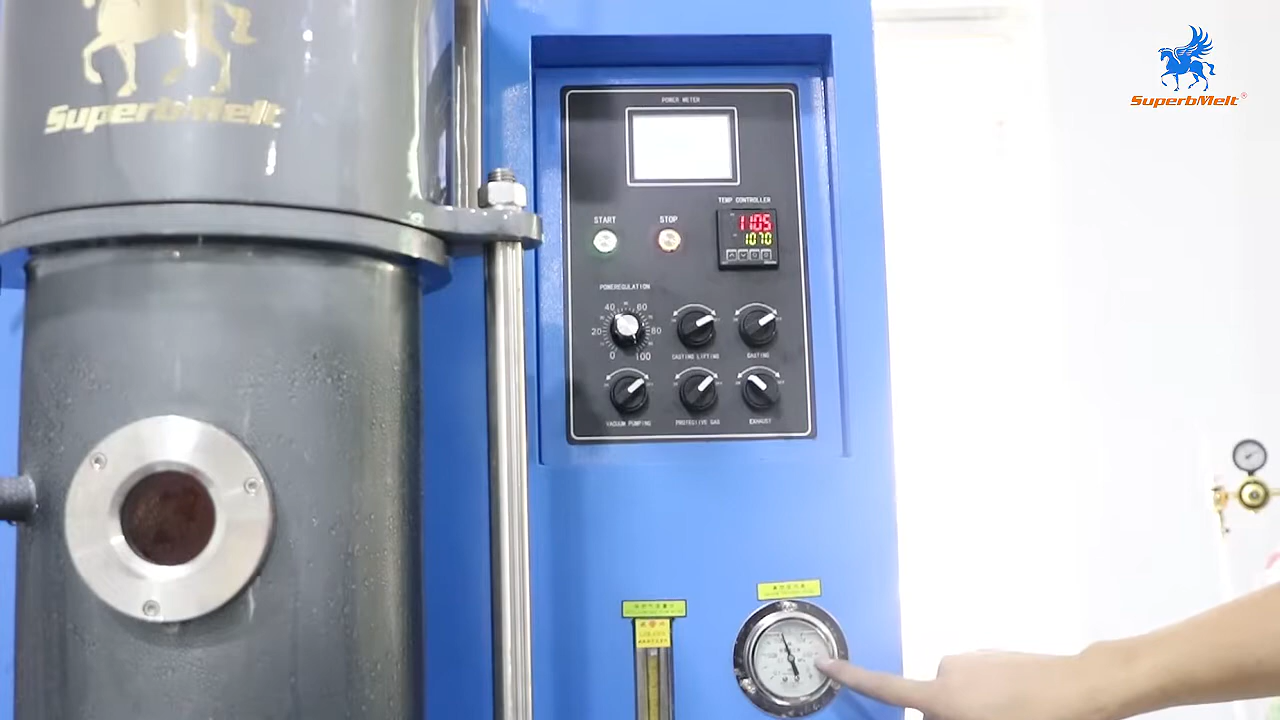 SuperbMelt
SuperbMelt®
POWER METER
TEMP CONTROLLER
1105
1070
START
STOP
POWEREGULATION
40
60
20
80
0
100
CASTING LIFTING
CASTING
VACUUM PUMPING
PROTECTIVE GAS
EXHAUST